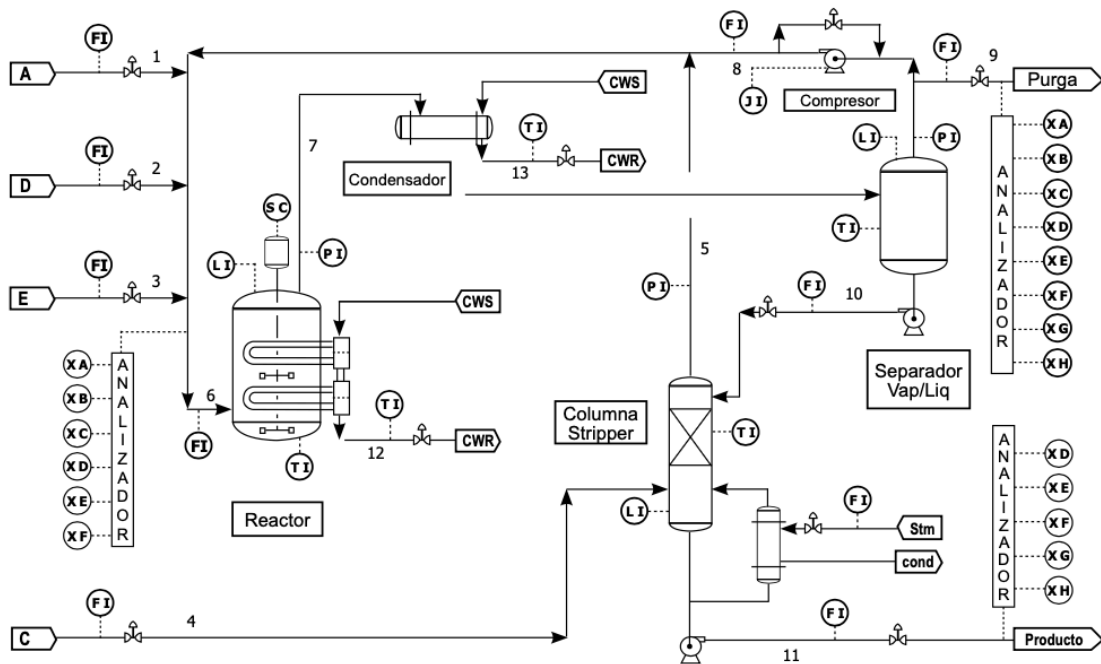 FI
1
A
FI
2
D
FI
3
E
FI
8
JI
Compresor
FI
9
Purga
CWS
7
TI
13
CWR
Condensador
LI
PI
TI
XA
XB
XC
XD
XE
XF
XG
XH
ANALIZADOR
SC
LI
PI
CWS
5
PI
FI
10
Separador
Vap/Liq
XA
XB
XC
XD
XE
XF
ANALIZADOR
6
FI
TI
12
CWR
TI
Reactor
Columna
Stripper
TI
LI
FI
Stm
cond
XD
XE
XF
XG
XH
ANALIZADOR
FI
4
C
FI
11
Producto